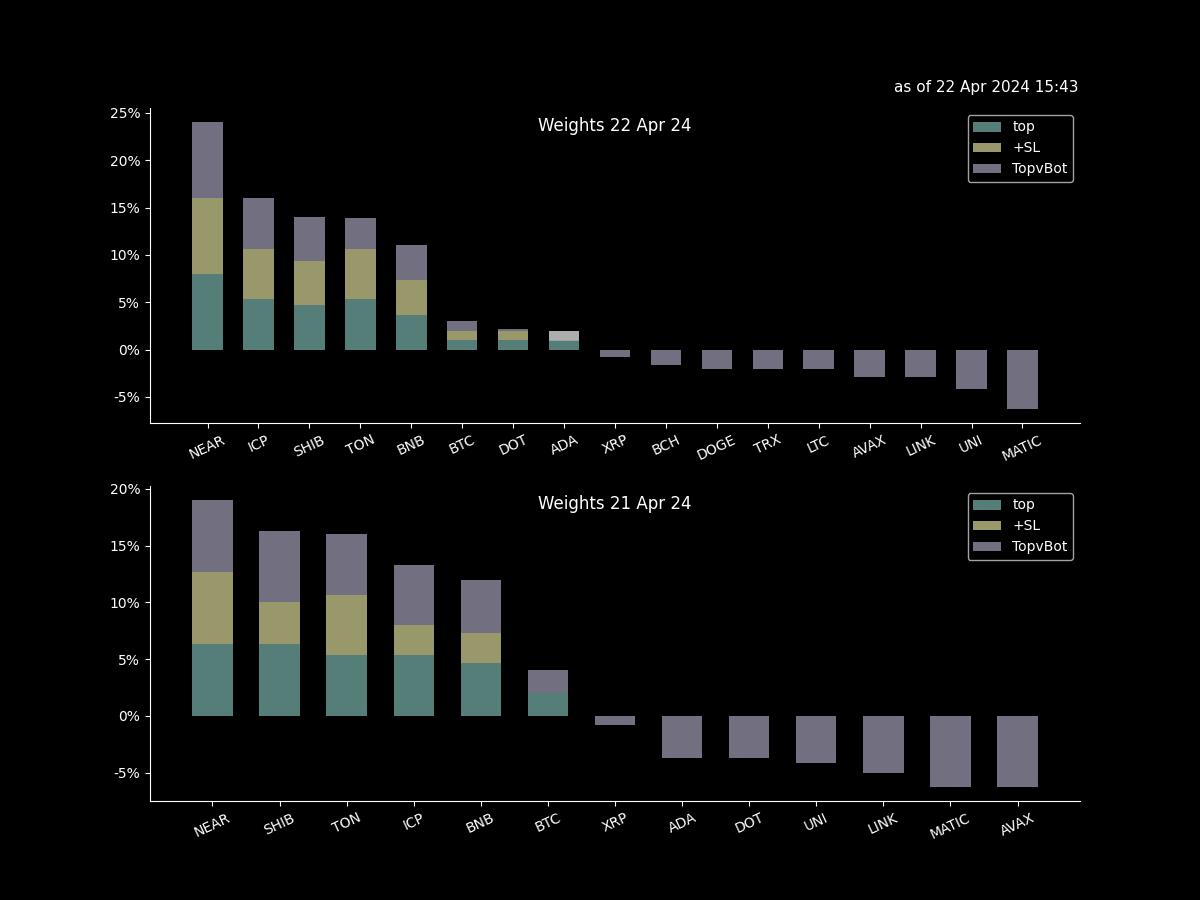 as of 22 Apr 2024 15:43
Weights 22 Apr 24
25%
20%
15%
10%
5%
0%
-5%
top
+SL
TopvBot
NEAR ICP SHIB TON BNB BTC DOT ADA XRP BCH DOGE TRX LTC AVAX LINK UNI MATIC
Weights 21 Apr 24
20%
15%
10%
5%
0%
-5%
top
+SL
TopvBot
NEAR SHIB TON ICP BNB BTC XRP ADA DOT UNI LINK MATIC AVAX